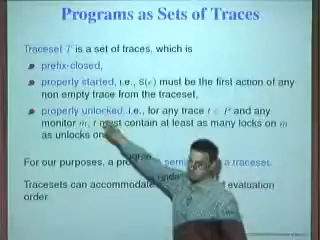 Programs as Sets of Traces
Traceset T is a set of traces, which is
prefix-closed,
properly started, i.e., S(e) must be the first action of any
non empty trace from the traceset,
properly unlocked, i.e., for any trace t ∈ T and any
monitor m, t must contain at least as many locks on m
as unlocks on
For our purposes, a a traceset.
Tracesets can accommodate evaluation
order